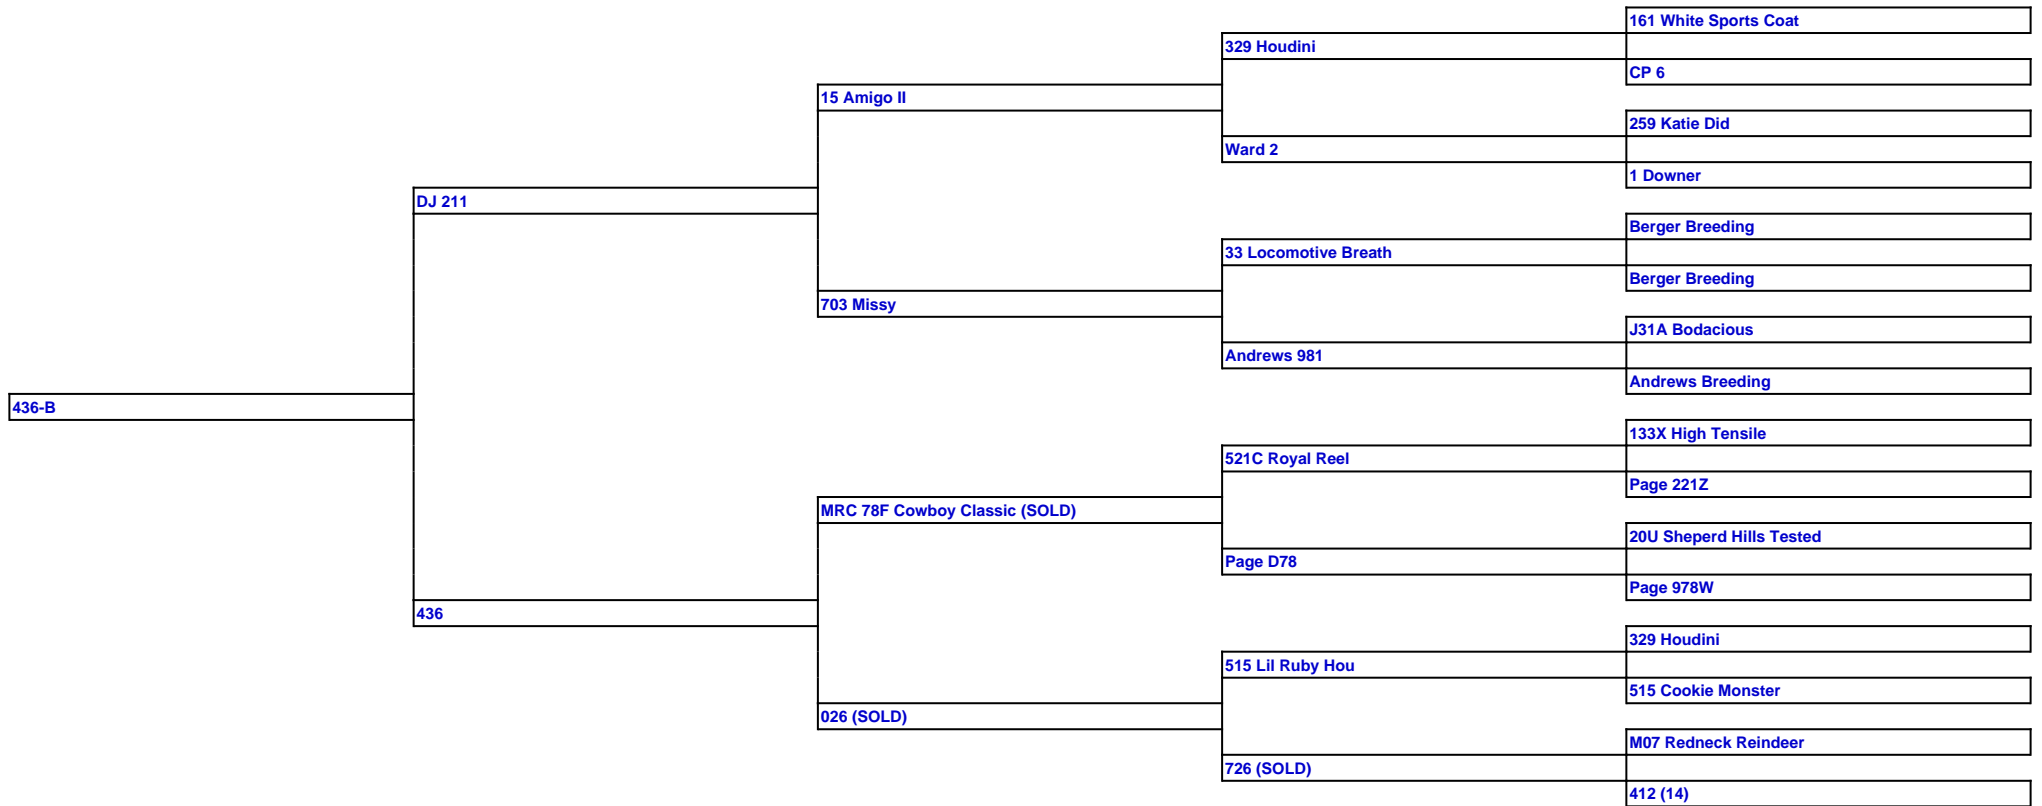 161 White Sports Coat
329 Houdini
CP 6
15 Amigo II
259 Katie Did
Ward 2
1 Downer
DJ 211
Berger Breeding
33 Locomotive Breath
Berger Breeding
703 Missy
J31A Bodacious
Andrews 981
Andrews Breeding
436-B
133X High Tensile
521C Royal Reel
Page 221Z
MRC 78F Cowboy Classic (SOLD)
20U Sheperd Hills Tested
Page D78
Page 978W
436
329 Houdini
515 Lil Ruby Hou
515 Cookie Monster
026 (SOLD)
M07 Redneck Reindeer
726 (SOLD)
412 (14)